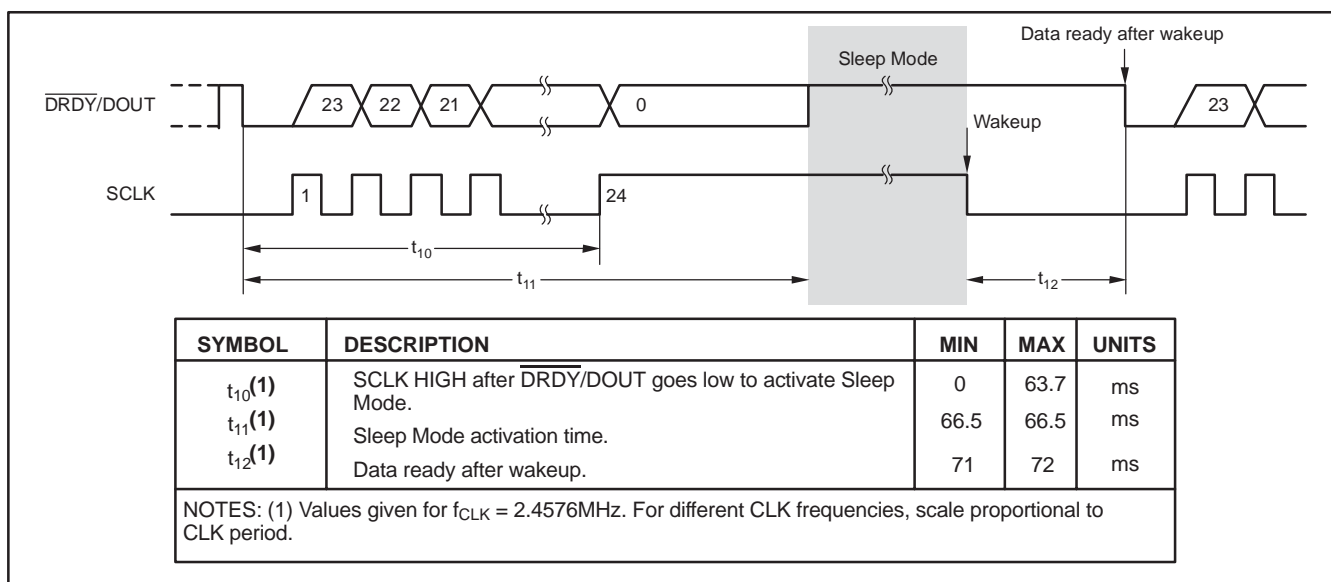 Data ready after wakeup
Sleep Mode
DRDY/DOUT
23 22 21 0 23
Wakeup
SCLK
1 24
t10
t11
t12
SYMBOL DESCRIPTION MIN MAX UNITS
t10(1) SCLK HIGH after DRDY/DOUT goes low to activate Sleep Mode. 0 63.7 ms
t11(1) Sleep Mode activation time. 66.5 66.5 ms
t12(1) Data ready after wakeup. 71 72 ms
NOTES: (1) Values given for fCLK = 2.4576MHz. For different CLK frequencies, scale proportional to
CLK period.